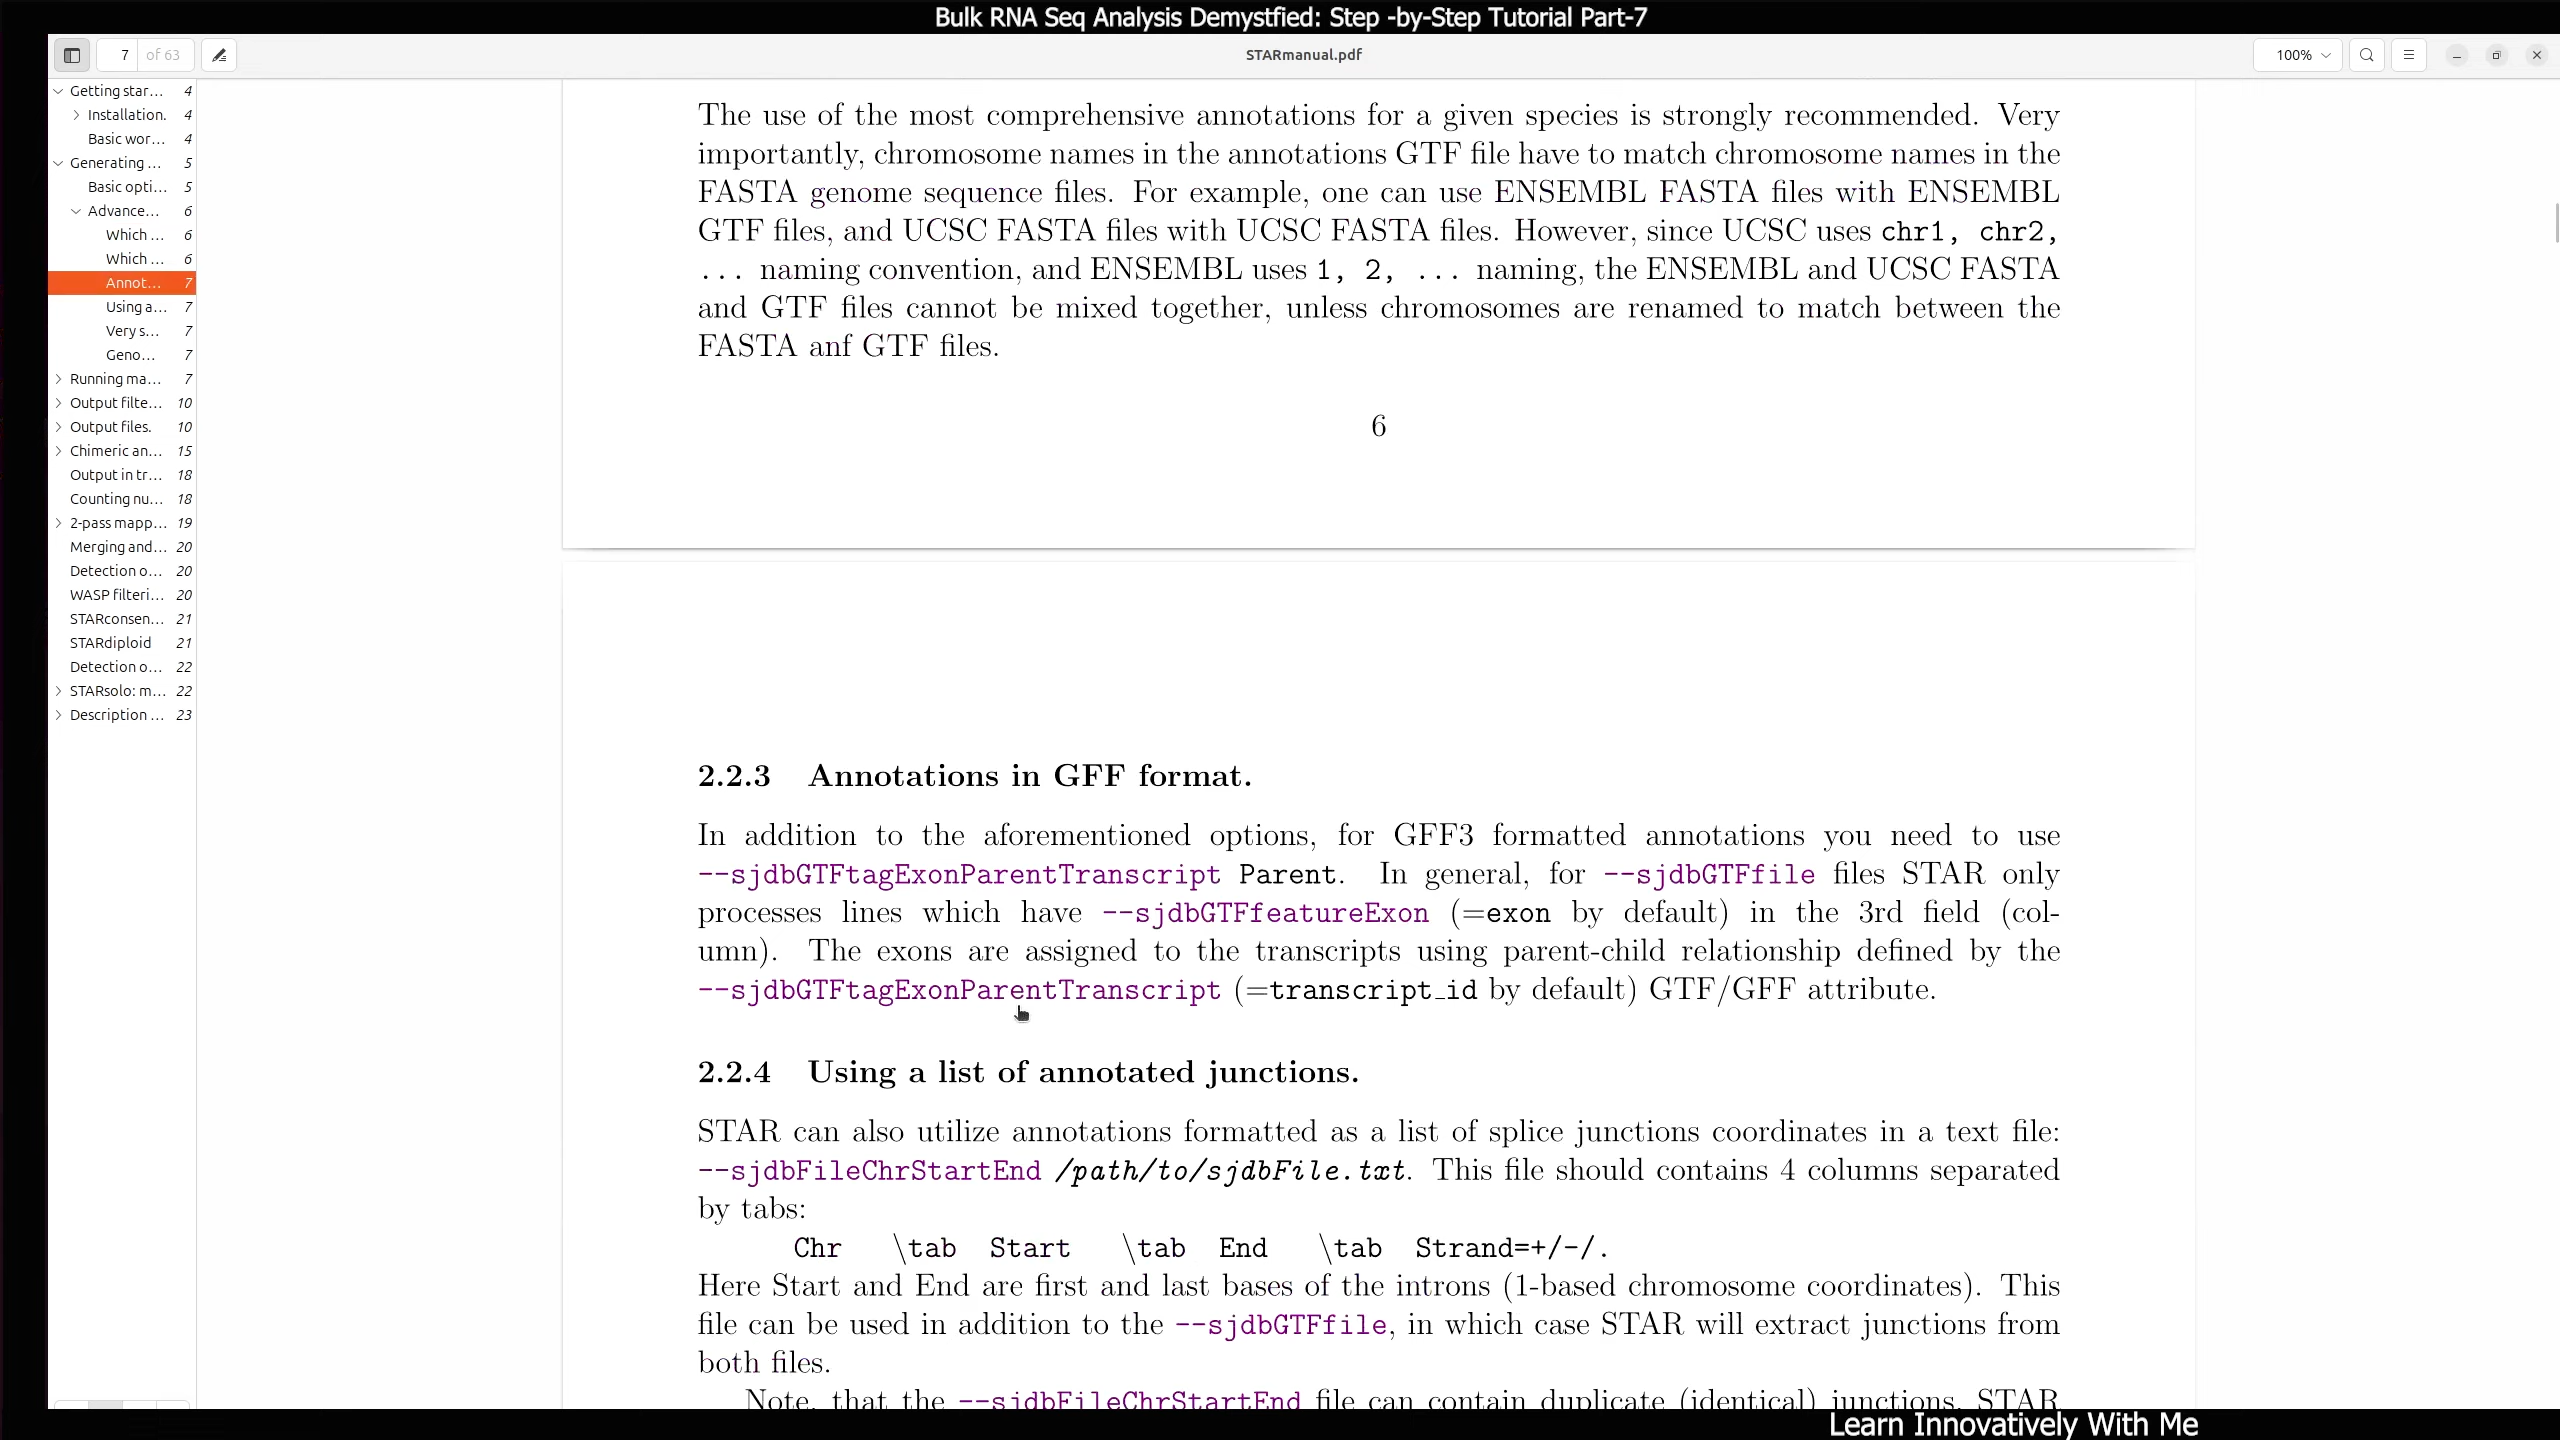 Bulk RNA Seq Analysis Demystfied: Step -by-Step Tutorial Part-7
7 of 63
STARmanual.pdf
100%
Getting star... 4
Installation. 4
Basic wor... 4
Generating ... 5
Basic opti... 5
Advance... 6
Which ... 6
Which ... 6
Annot... 7
Using a... 7
Very s... 7
Geno... 7
Running ma... 7
Output filte... 10
Output files. 10
Chimeric an... 15
Output in tr... 18
Counting nu... 18
2-pass mapp... 19
Merging and... 20
Detection o... 20
WASP filteri... 20
STARconsen... 21
STARdiploid 21
Detection o... 22
STARsolo: m... 22
Description ... 23
The use of the most comprehensive annotations for a given species is strongly recommended. Very
importantly, chromosome names in the annotations GTF file have to match chromosome names in the
FASTA genome sequence files. For example, one can use ENSEMBL FASTA files with ENSEMBL
GTF files, and UCSC FASTA files with UCSC FASTA files. However, since UCSC uses chr1, chr2,
... naming convention, and ENSEMBL uses 1, 2, ... naming, the ENSEMBL and UCSC FASTA
and GTF files cannot be mixed together, unless chromosomes are renamed to match between the
FASTA anf GTF files.
6
2.2.3 Annotations in GFF format.
In addition to the aforementioned options, for GFF3 formatted annotations you need to use
--sjdbGTFtagExonParentTranscript Parent. In general, for --sjdbGTFfile files STAR only
processes lines which have --sjdbGTFfeatureExon (=exon by default) in the 3rd field (col-
umn). The exons are assigned to the transcripts using parent-child relationship defined by the
--sjdbGTFtagExonParentTranscript (=transcript_id by default) GTF/GFF attribute.
2.2.4 Using a list of annotated junctions.
STAR can also utilize annotations formatted as a list of splice junctions coordinates in a text file:
--sjdbFileChrStartEnd /path/to/sjdbFile.txt. This file should contains 4 columns separated
by tabs:
Chr \tab Start \tab End \tab Strand=+/-/.
Here Start and End are first and last bases of the introns (1-based chromosome coordinates). This
file can be used in addition to the --sjdbGTFfile, in which case STAR will extract junctions from
both files.
Note, that the --sjdbFileChrStartEnd file can contain duplicate (identical) junctions, STAR
Learn Innovatively With Me